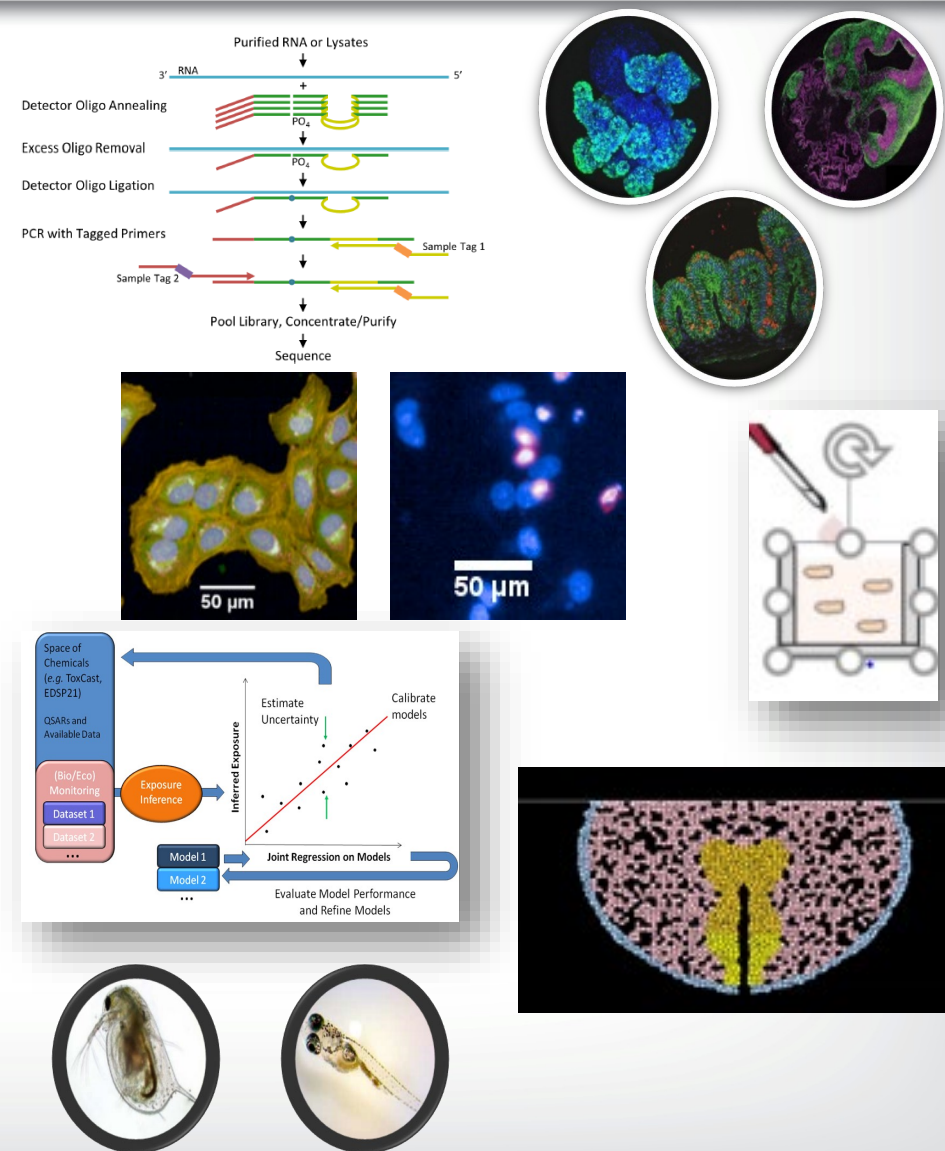 Purified RNA or Lysates
3’ RNA 5’
+
Detector Oligo Annealing
PO₄
Excess Oligo Removal
PO₄
Detector Oligo Ligation
PCR with Tagged Primers
Sample Tag 1
Sample Tag 2
Pool Library, Concentrate/Purify
Sequence
50 µm
50 µm
Space of
Chemicals
(e.g. ToxCast,
EDSP21)
QSARs and
Available Data
(Bio/Eco)
Monitoring
Dataset 1
Dataset 2
...
Exposure
Inference
Inferred Exposure
Estimate
Uncertainty
Calibrate
models
Model 1
Model 2
...
Joint Regression on Models
Evaluate Model Performance
and Refine Models